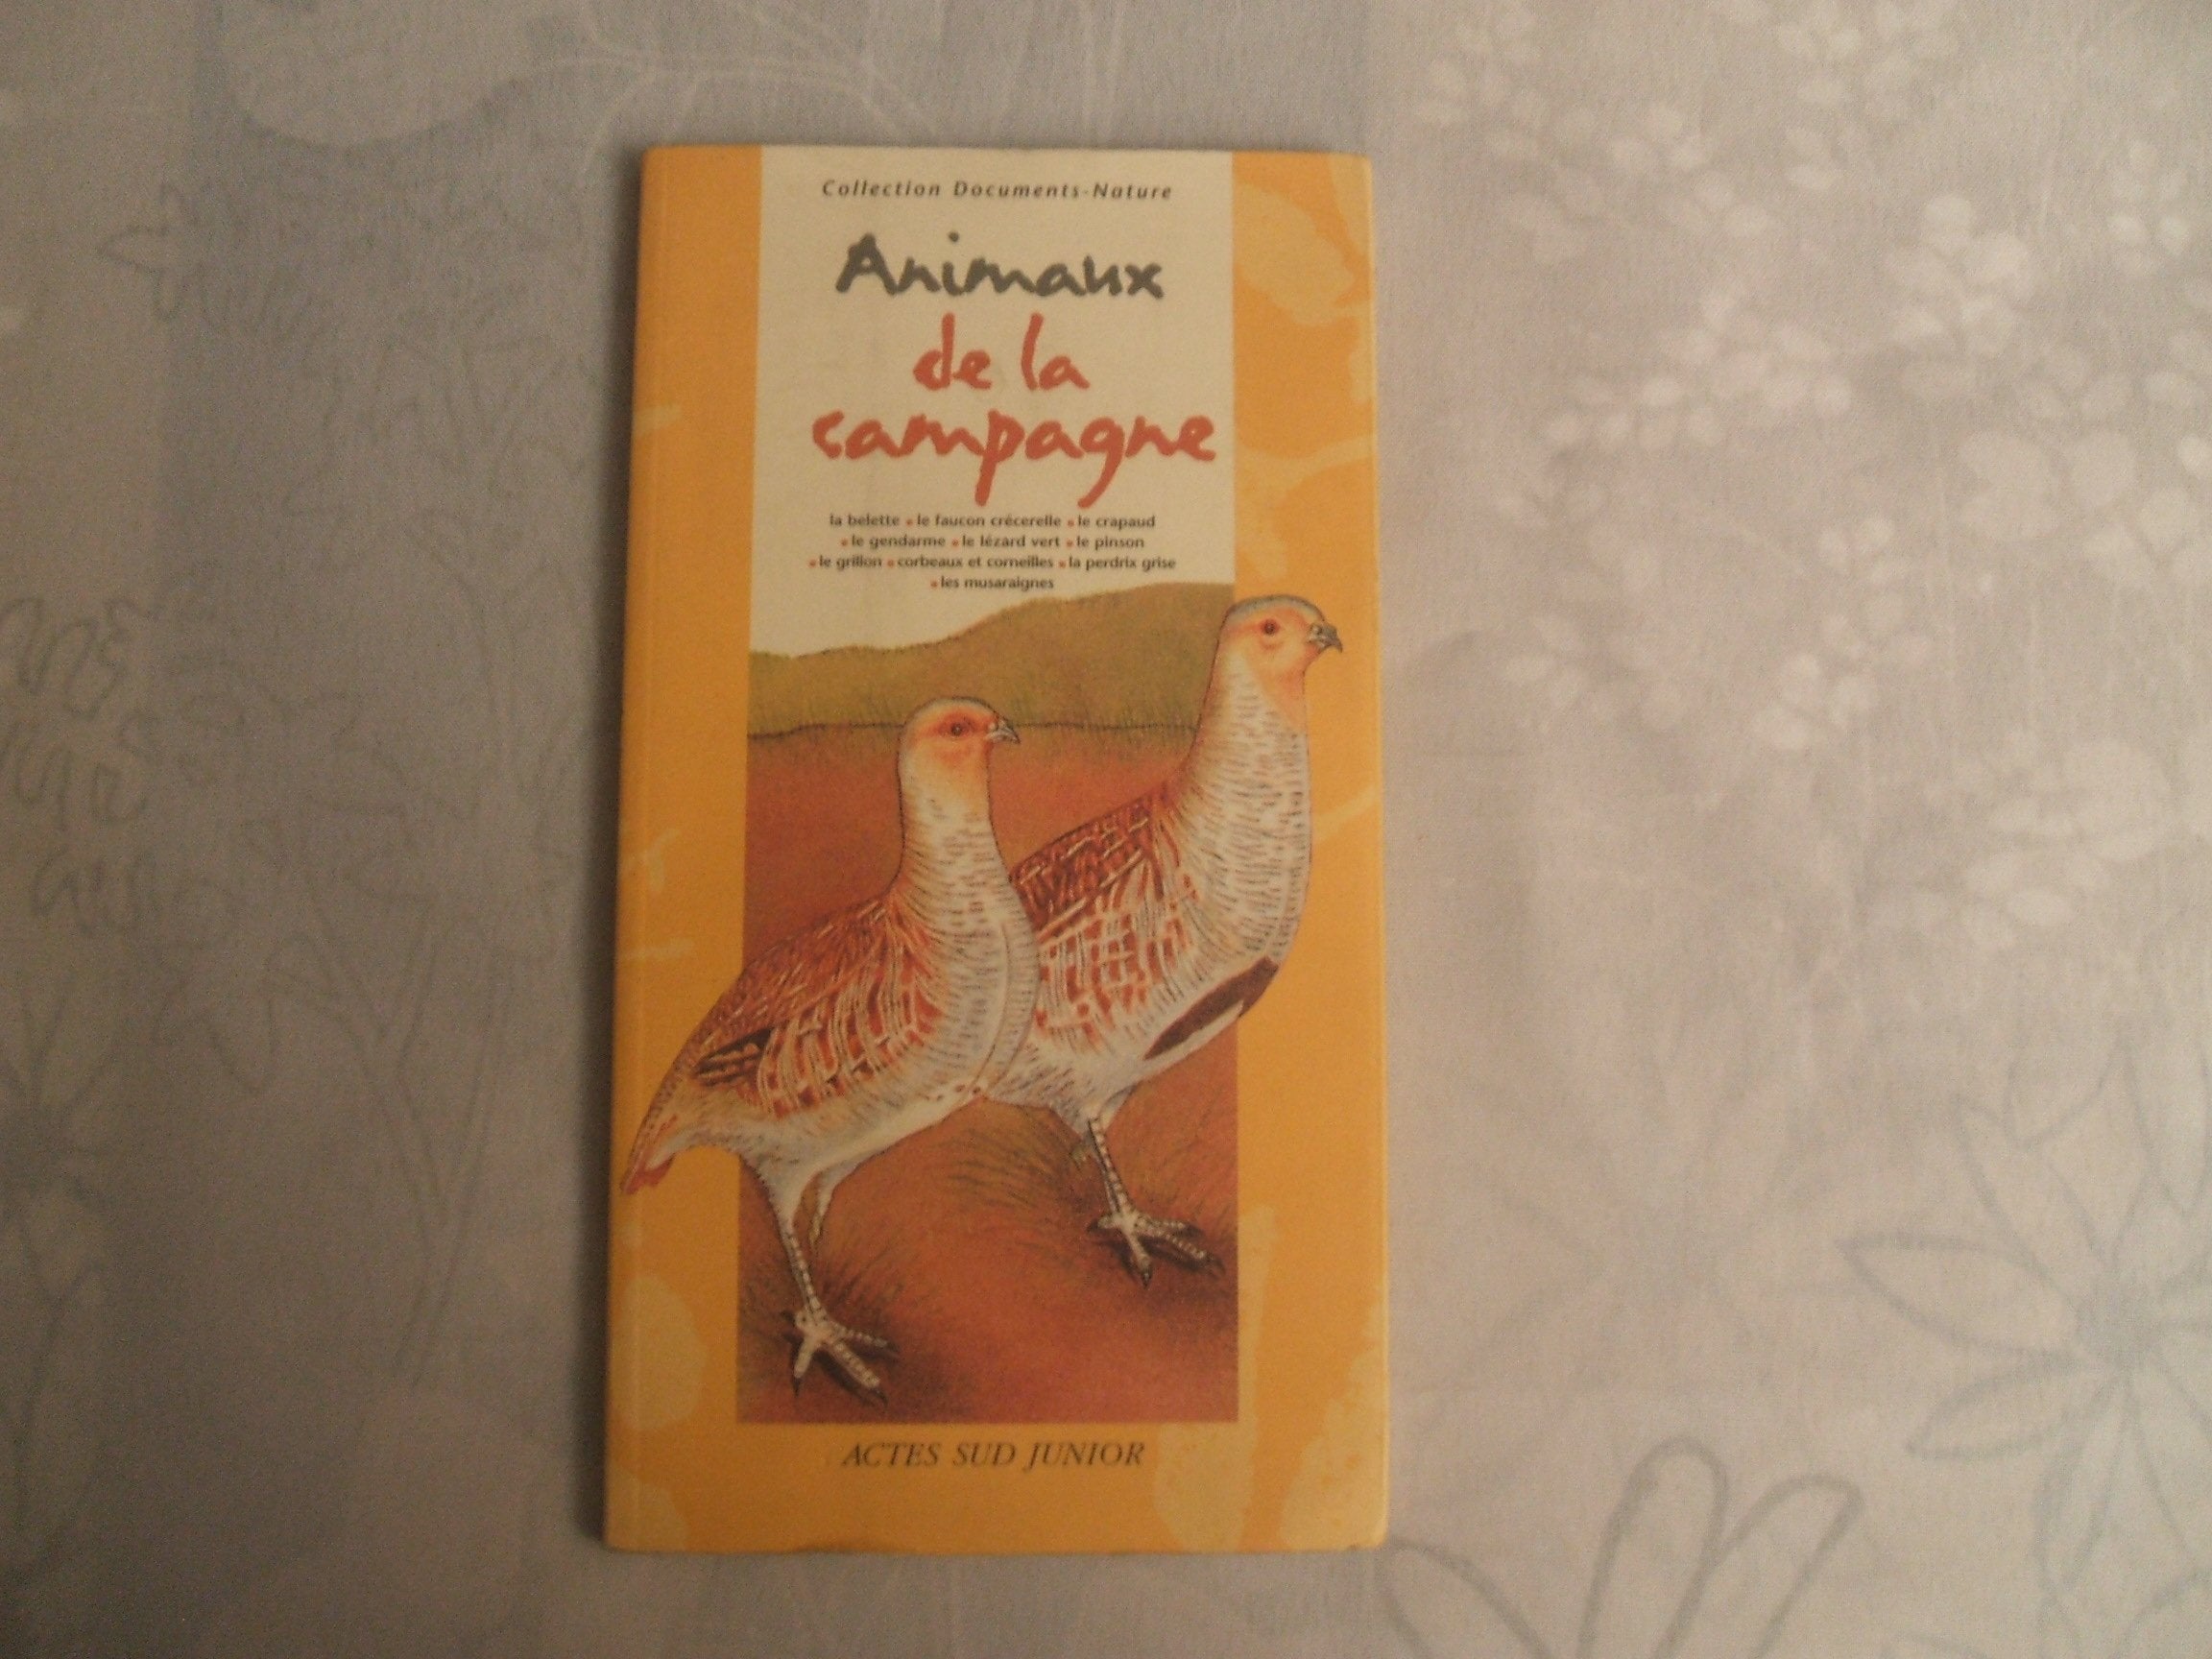 Collection Documents-Nature
Animaux
de la
campagne
la belette • le faucon crécerelle • le crapaud
• le gendarme • le lézard vert • le pinson
• le grillon • corbeaux et corneilles • la perdrix grise
• les musaraignes
ACTES SUD JUNIOR